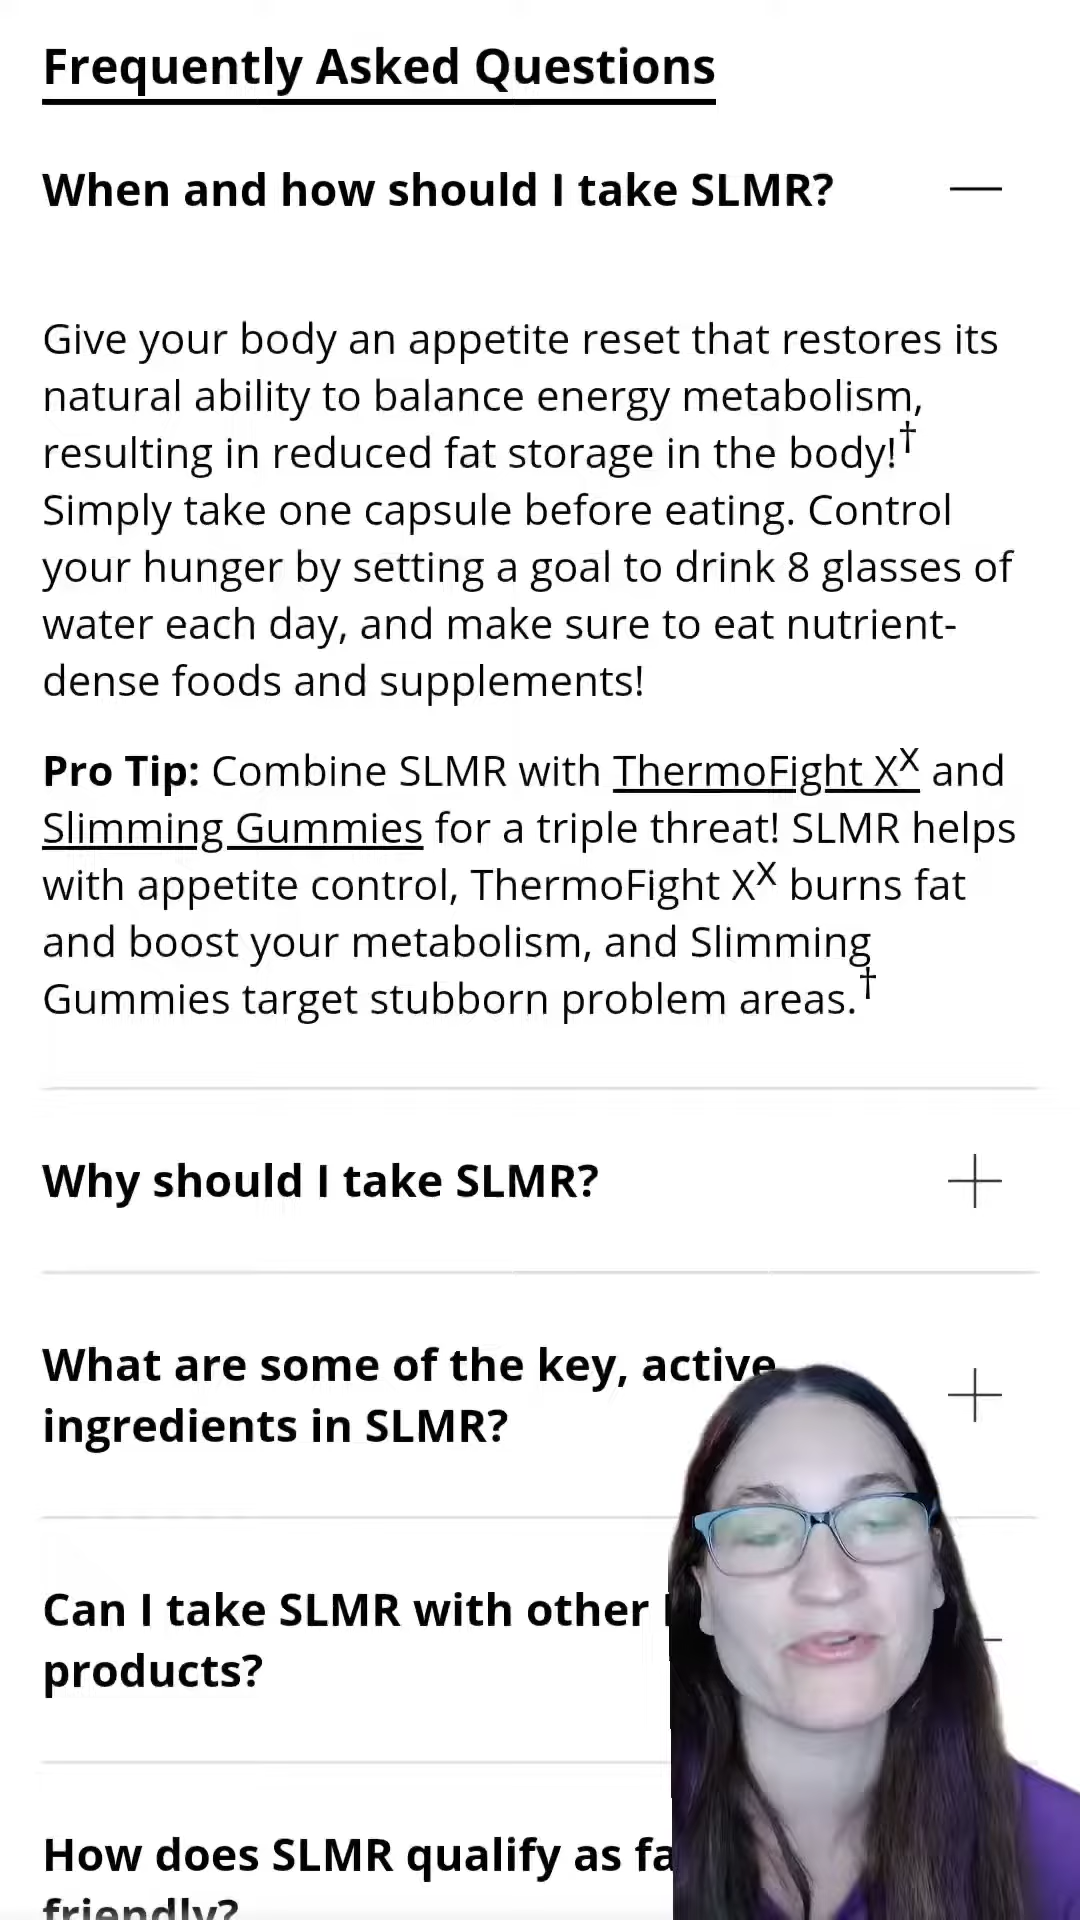 Frequently Asked Questions
When and how should I take SLMR?
Give your body an appetite reset that restores its
natural ability to balance energy metabolism,
resulting in reduced fat storage in the body!†
Simply take one capsule before eating. Control
your hunger by setting a goal to drink 8 glasses of
water each day, and make sure to eat nutrient-
dense foods and supplements!
Pro Tip: Combine SLMR with ThermoFight Xˣ and
Slimming Gummies for a triple threat! SLMR helps
with appetite control, ThermoFight Xˣ burns fat
and boost your metabolism, and Slimming
Gummies target stubborn problem areas.†
Why should I take SLMR?
What are some of the key, active
ingredients in SLMR?
Can I take SLMR with other
products?
How does SLMR qualify as
friendly?